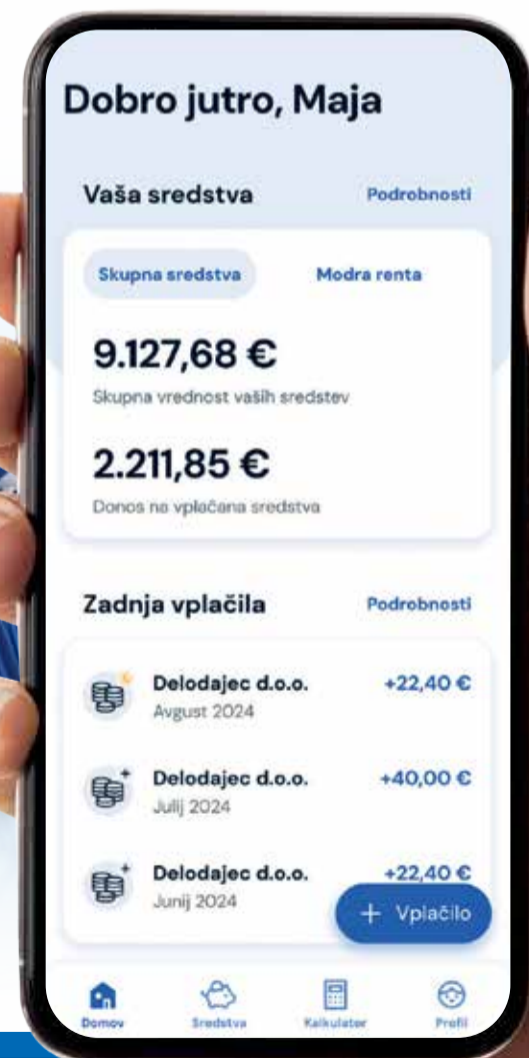 Dobro jutro, Maja
Vaša sredstva Podrobnosti
Skupna sredstva Modra renta
9.127,68 €
Skupna vrednost vaših sredstev
2.211,85 €
Donos na vplačana sredstva
Zadnja vplačila Podrobnosti
Delodajec d.o.o. +22,40 €
Avgust 2024
Delodajec d.o.o. +40,00 €
Julij 2024
Delodajec d.o.o. +22,40 €
Junij 2024
+ Vplačilo
Domov Sredstva Kalkulator Profil